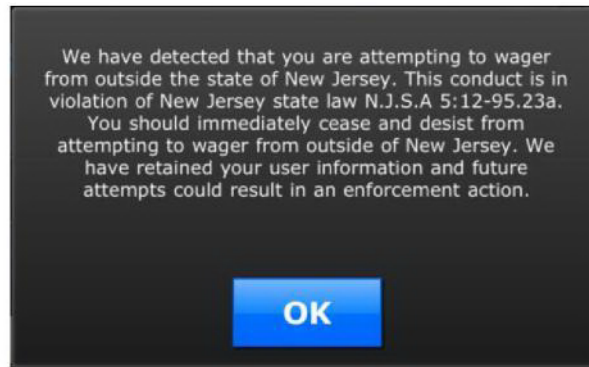 We have detected that you are attempting to wager
from outside the state of New Jersey. This conduct is in
violation of New Jersey state law N.J.S.A 5:12-95.23a.
You should immediately cease and desist from
attempting to wager from outside of New Jersey. We
have retained your user information and future
attempts could result in an enforcement action.
OK